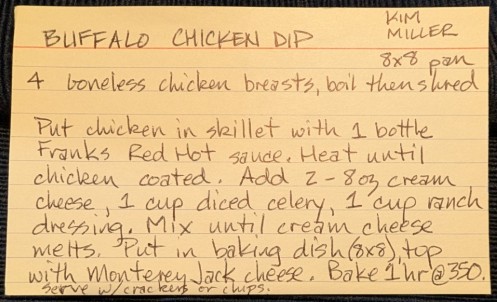 KIM
BUFFALO CHICKEN DIP MILLER
8x8 pan
4 boneless chicken breasts, boil then shred
Put chicken in skillet with 1 bottle
Franks Red Hot sauce. Heat until
chicken coated. Add 2-8oz cream
cheese, 1 cup diced celery, 1 cup ranch
dressing. Mix until cream cheese
melts. Put in baking dish (8x8), top
with Monterey Jack cheese. Bake 1hr @ 350.
Serve w/ crackers or chips.